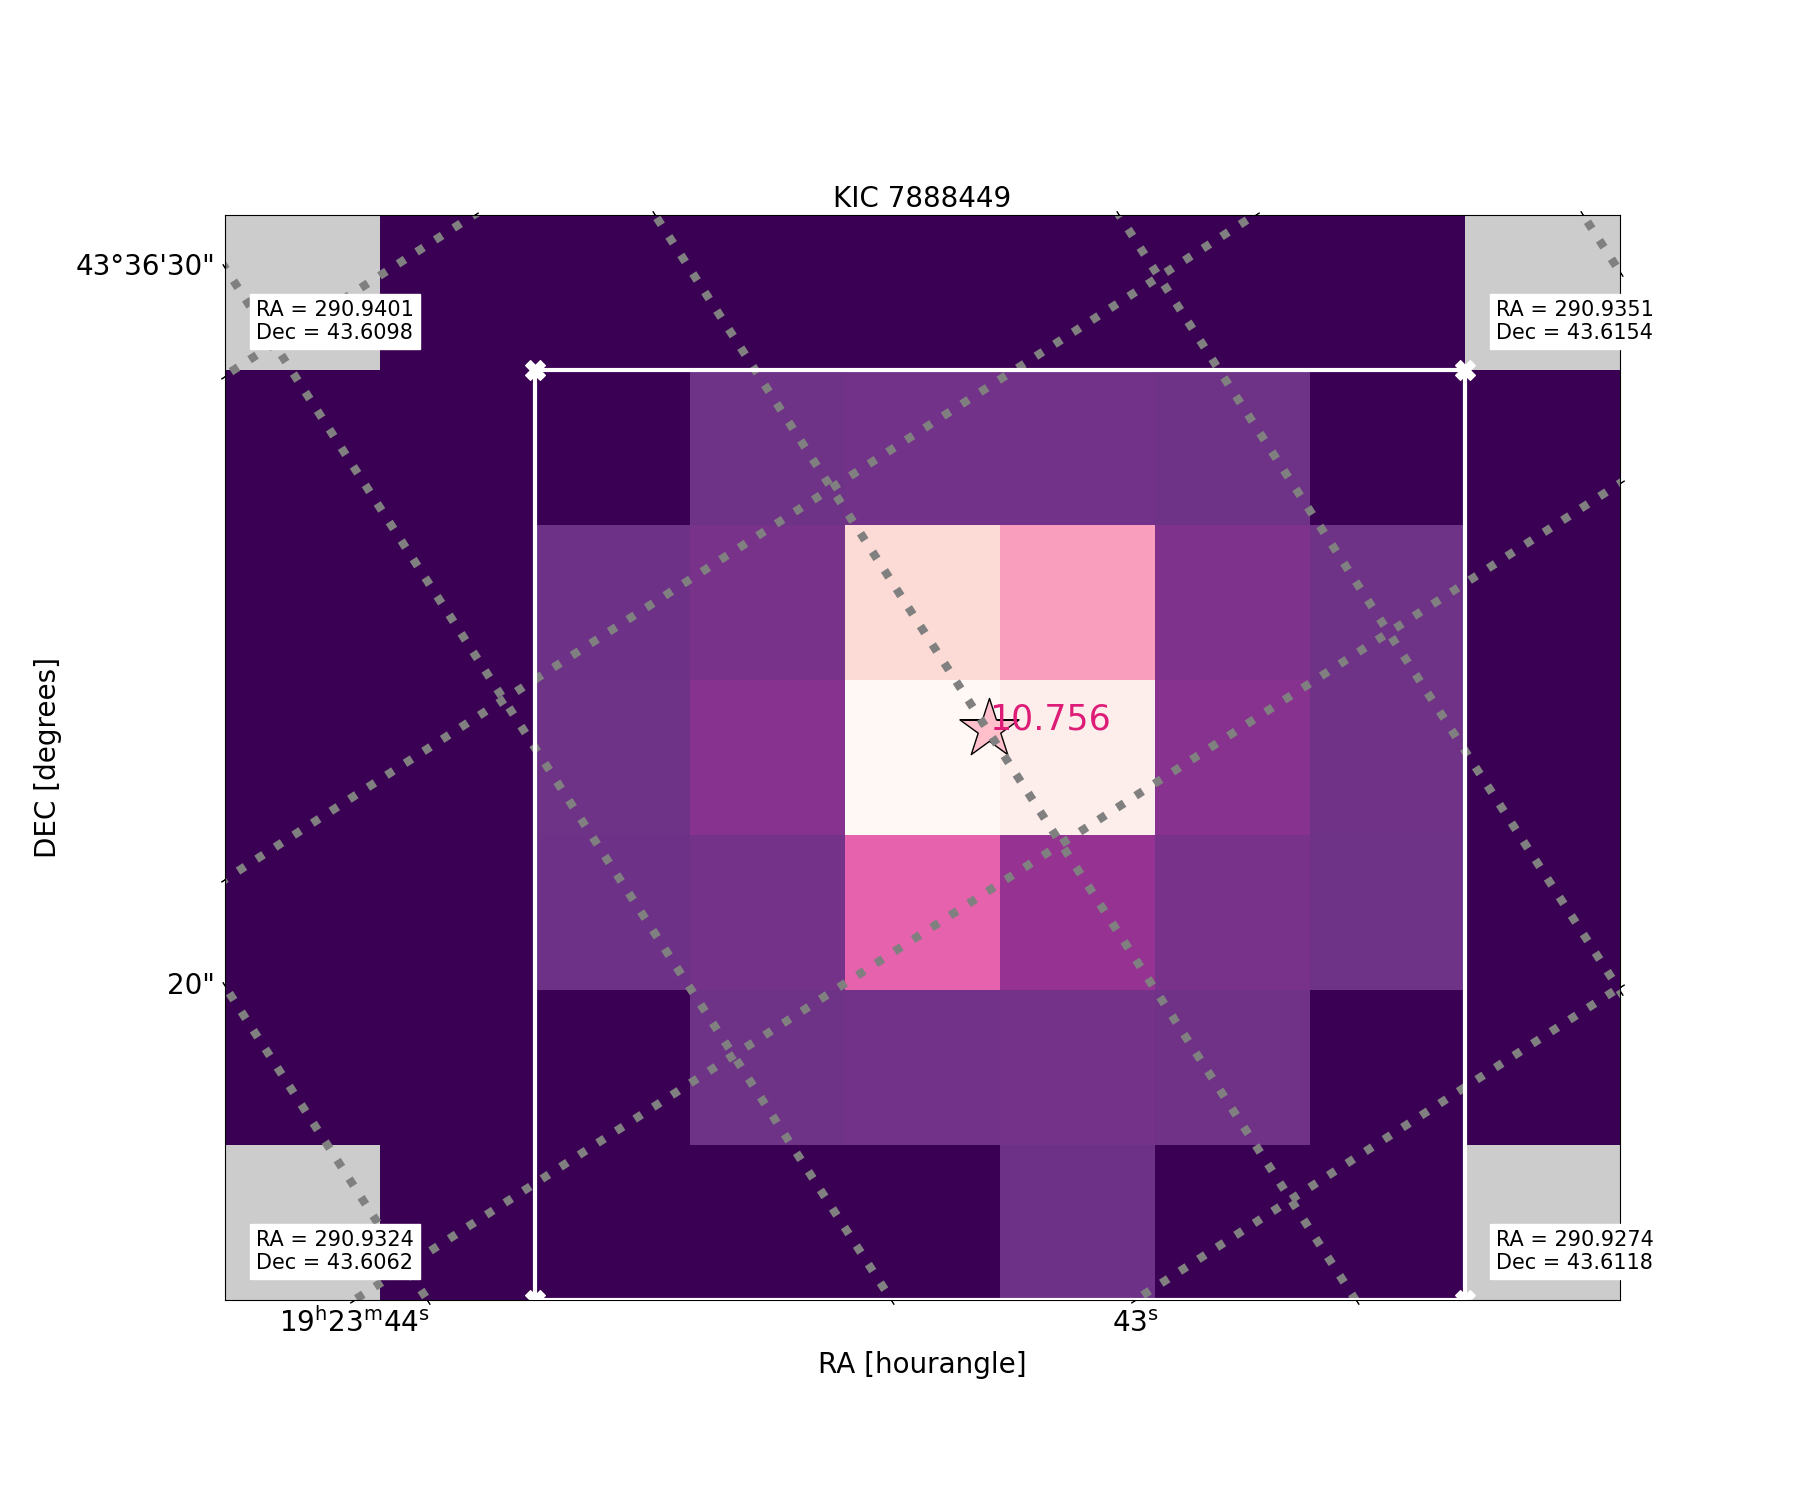 KIC 7888449
43°36'30"
RA = 290.9401
Dec = 43.6098
RA = 290.9351
Dec = 43.6154
10.756
DEC [degrees]
20"
RA = 290.9324
Dec = 43.6062
RA = 290.9274
Dec = 43.6118
19ʰ23ᵐ44ˢ
43ˢ
RA [hourangle]